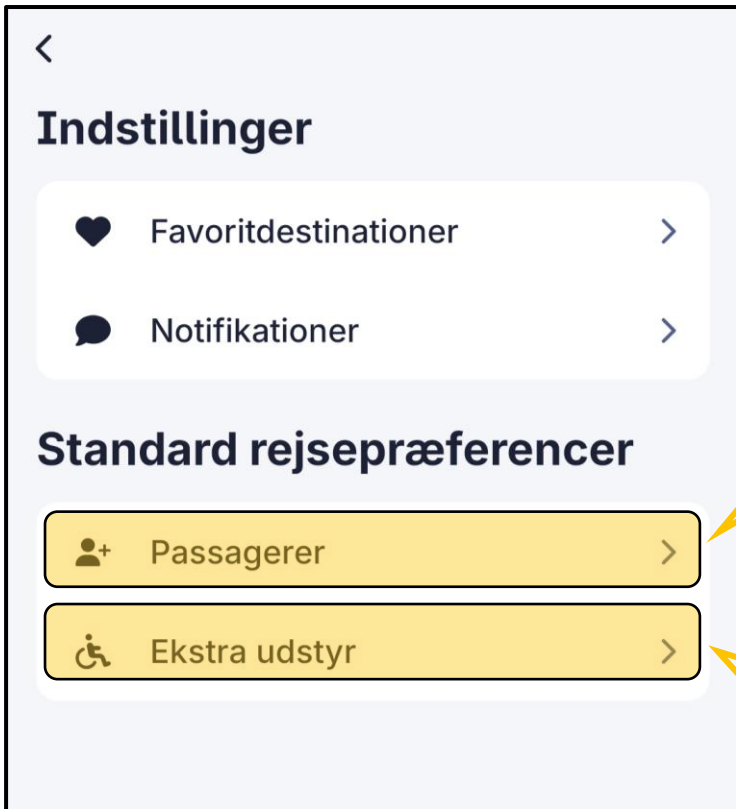 Indstillinger
Favoritdestinationer
Notifikationer
Standard rejsepræferencer
Passagerer
Ekstra udstyr